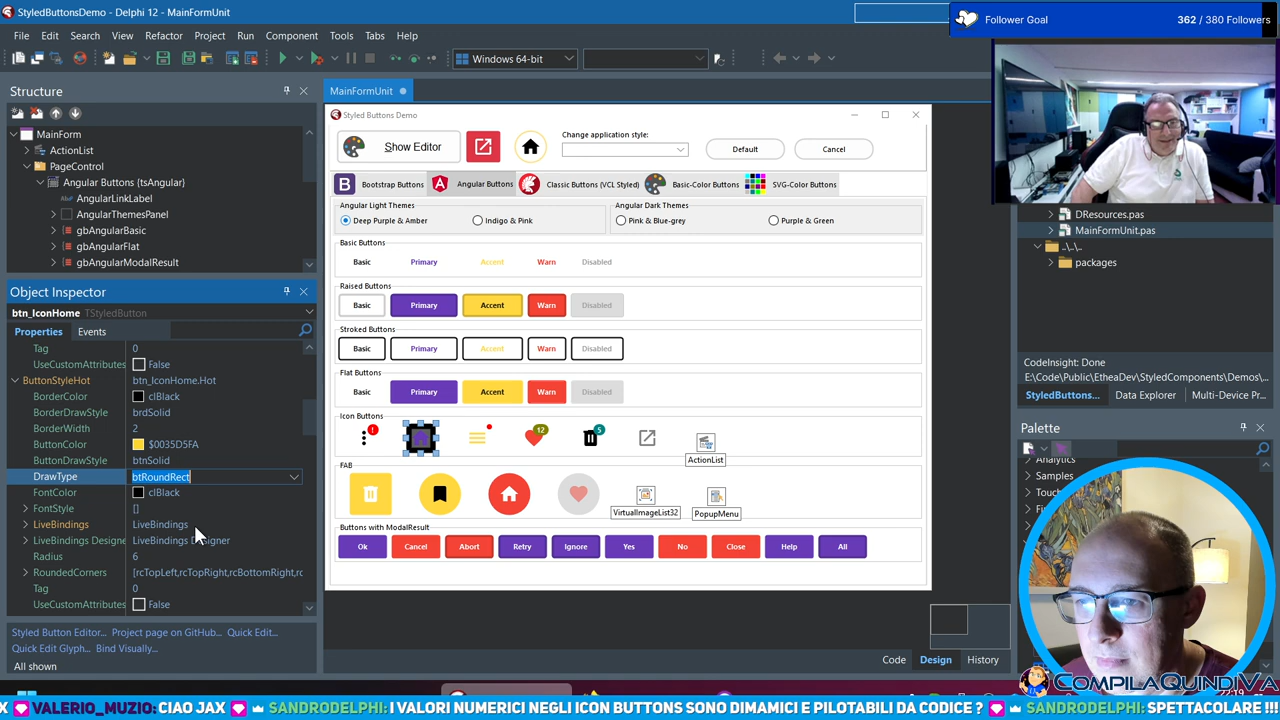 StyledButtonsDemo - Delphi 12 - MainFormUnit
File Edit Search View Refactor Project Run Component Tools Tabs Help
Windows 64-bit
Follower Goal 362 / 380 Followers
Structure
MainForm
ActionList
PageControl
Angular Buttons (tsAngular)
AngularLinkLabel
AngularThemesPanel
gbAngularBasic
gbAngularFlat
gbAngularModalResult
Object Inspector
btn_IconHome TStyledButton
Properties Events
Tag 0
UseCustomAttributes False
ButtonStyleHot btn_IconHome.Hot
BorderColor clBlack
BorderDrawStyle brdSolid
BorderWidth 2
ButtonColor $0035D5FA
ButtonDrawStyle btnSolid
DrawType btRoundRect
FontColor clBlack
FontStyle []
LiveBindings LiveBindings
LiveBindings Designer
Radius 6
RoundedCorners [rcTopLeft,rcTopRight,rcBottomRight,rc
Tag 0
UseCustomAttributes False
Styled Button Editor... Project page on GitHub... Quick Edit...
Quick Edit Glyph... Bind Visually...
All shown
MainFormUnit
Styled Buttons Demo
Show Editor
Change application style:
Default Cancel
Bootstrap Buttons Angular Buttons Classic Buttons (VCL Styled) Basic-Color Buttons SVG-Color Buttons
Angular Light Themes
Deep Purple & Amber Indigo & Pink
Angular Dark Themes
Pink & Blue-grey Purple & Green
Basic Buttons
Basic Primary Accent Warn Disabled
Raised Buttons
Basic Primary Accent Warn Disabled
Stroked Buttons
Basic Primary Accent Warn Disabled
Flat Buttons
Basic Primary Accent Warn Disabled
Icon Buttons
! 12 5
ActionList
FAB
VirtualImageList32 PopupMenu
Buttons with ModalResult
Ok Cancel Abort Retry Ignore Yes No Close Help All
Code Design History
DResources.pas
MainFormUnit.pas
..\..
packages
CodeInsight: Done
E:\Code\Public\EtheaDev\StyledComponents\Demos\...
StyledButtons... Data Explorer Multi-Device Pr...
Palette
Analytics
Samples
COMPILAQUINDIVA
X VALERIO_MUZIO: CIAO JAX SANDRODELPHI: I VALORI NUMERICI NEGLI ICON BUTTONS SONO DIMAMICI E PILOTABILI DA CODICE ? SANDRODELPHI: SPETTACOLARE !!!